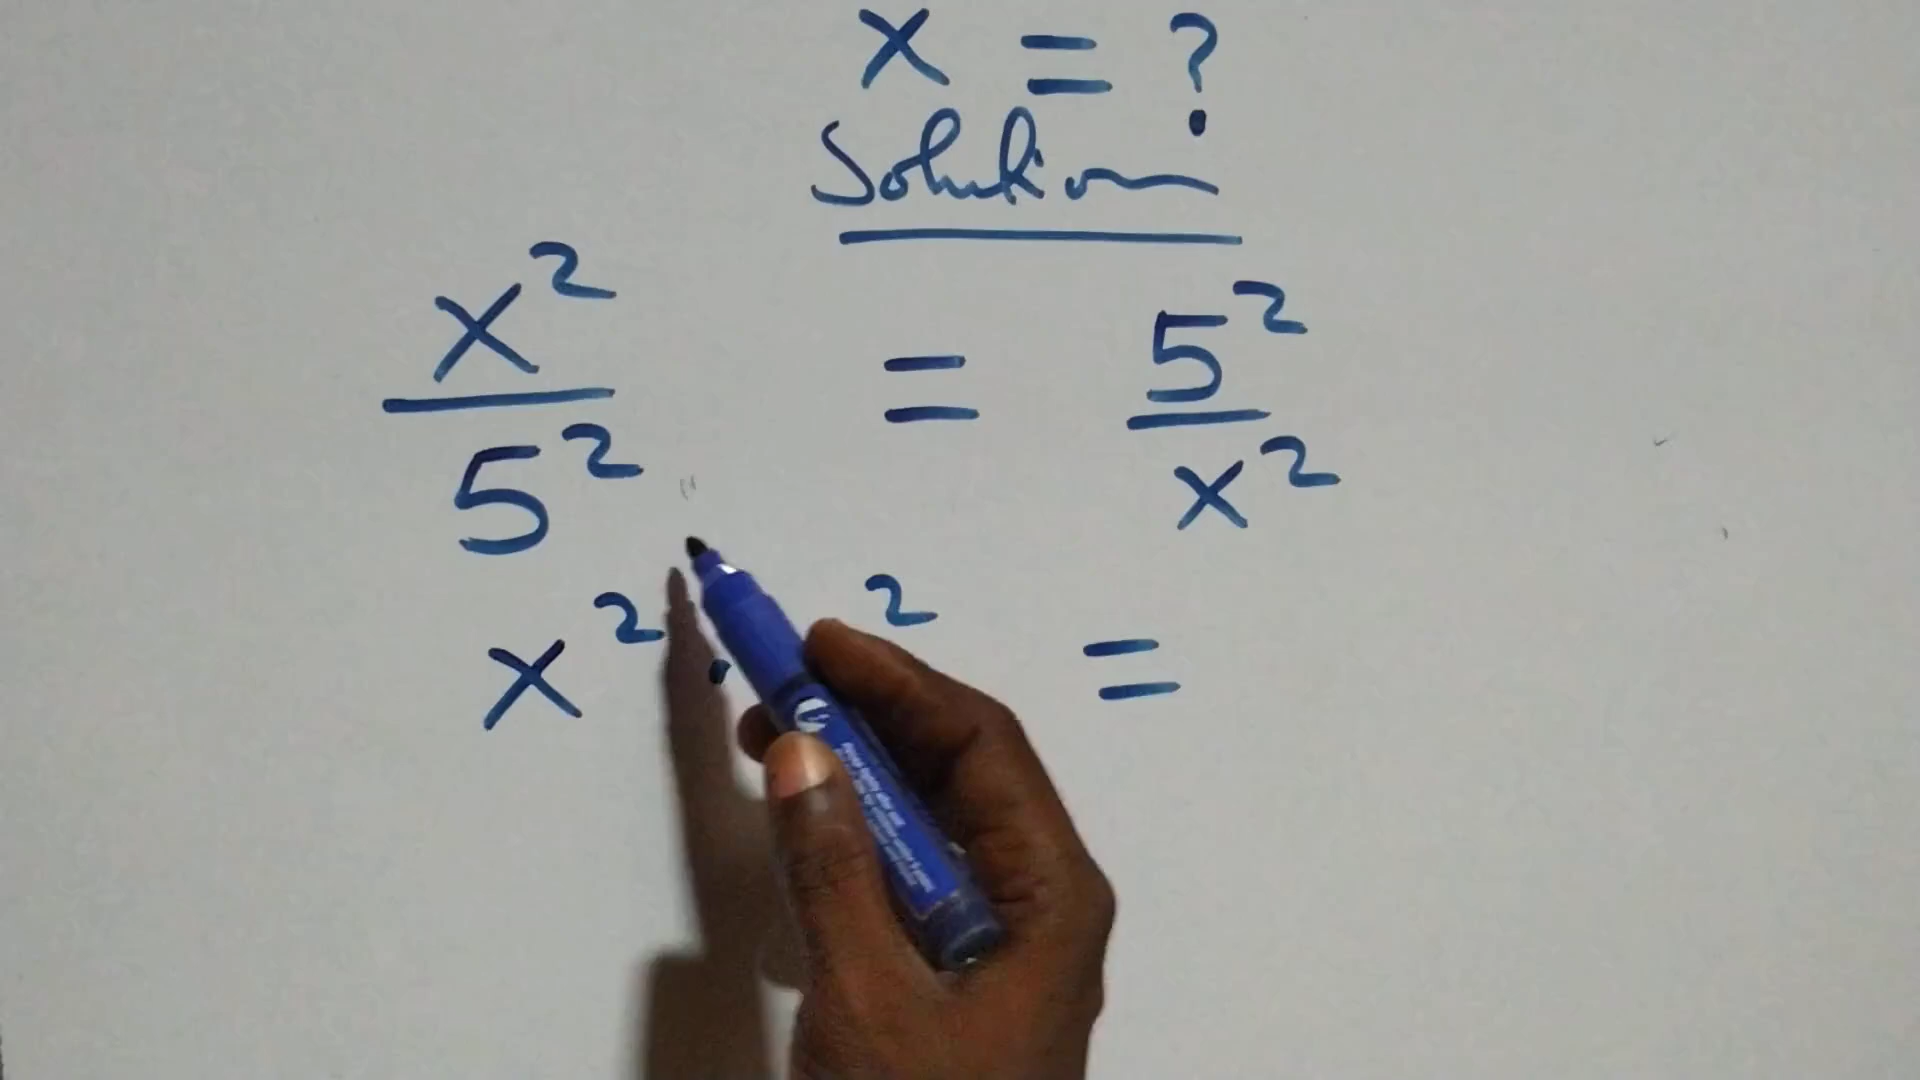 x = ?
Solution
x² / 5² = 5² / x²
x² · ² =